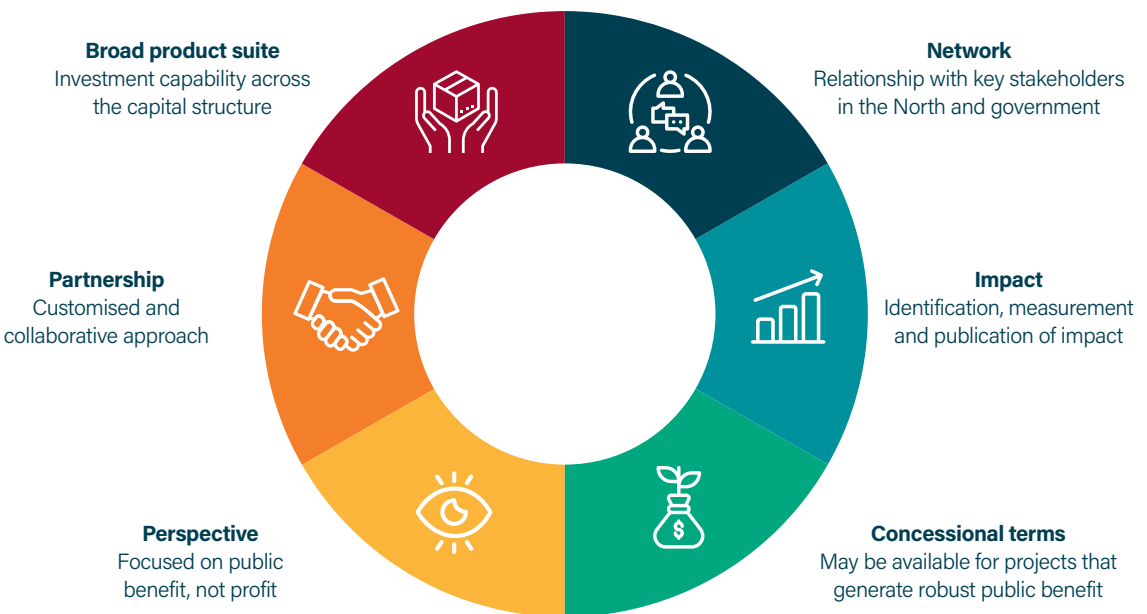 Broad product suite
Investment capability across
the capital structure
Network
Relationship with key stakeholders
in the North and government
Partnership
Customised and
collaborative approach
Impact
Identification, measurement
and publication of impact
Perspective
Focused on public
benefit, not profit
$
Concessional terms
May be available for projects that
generate robust public benefit